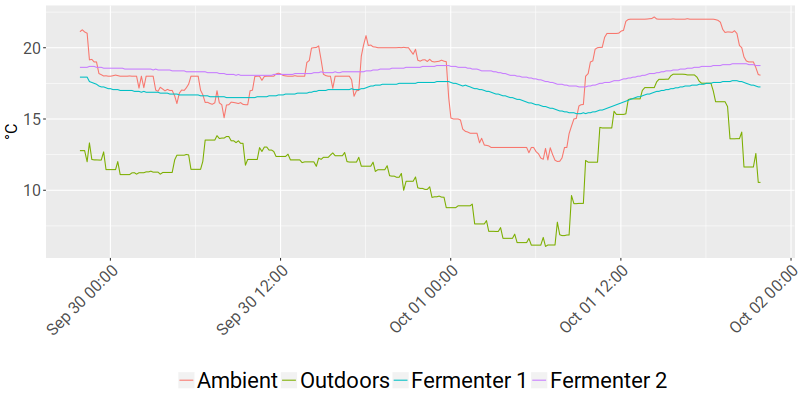 °C
20
15
10
Sep 30 00:00
Sep 30 12:00
Oct 01 00:00
Oct 01 12:00
Oct 02 00:00
Ambient Outdoors Fermenter 1 Fermenter 2